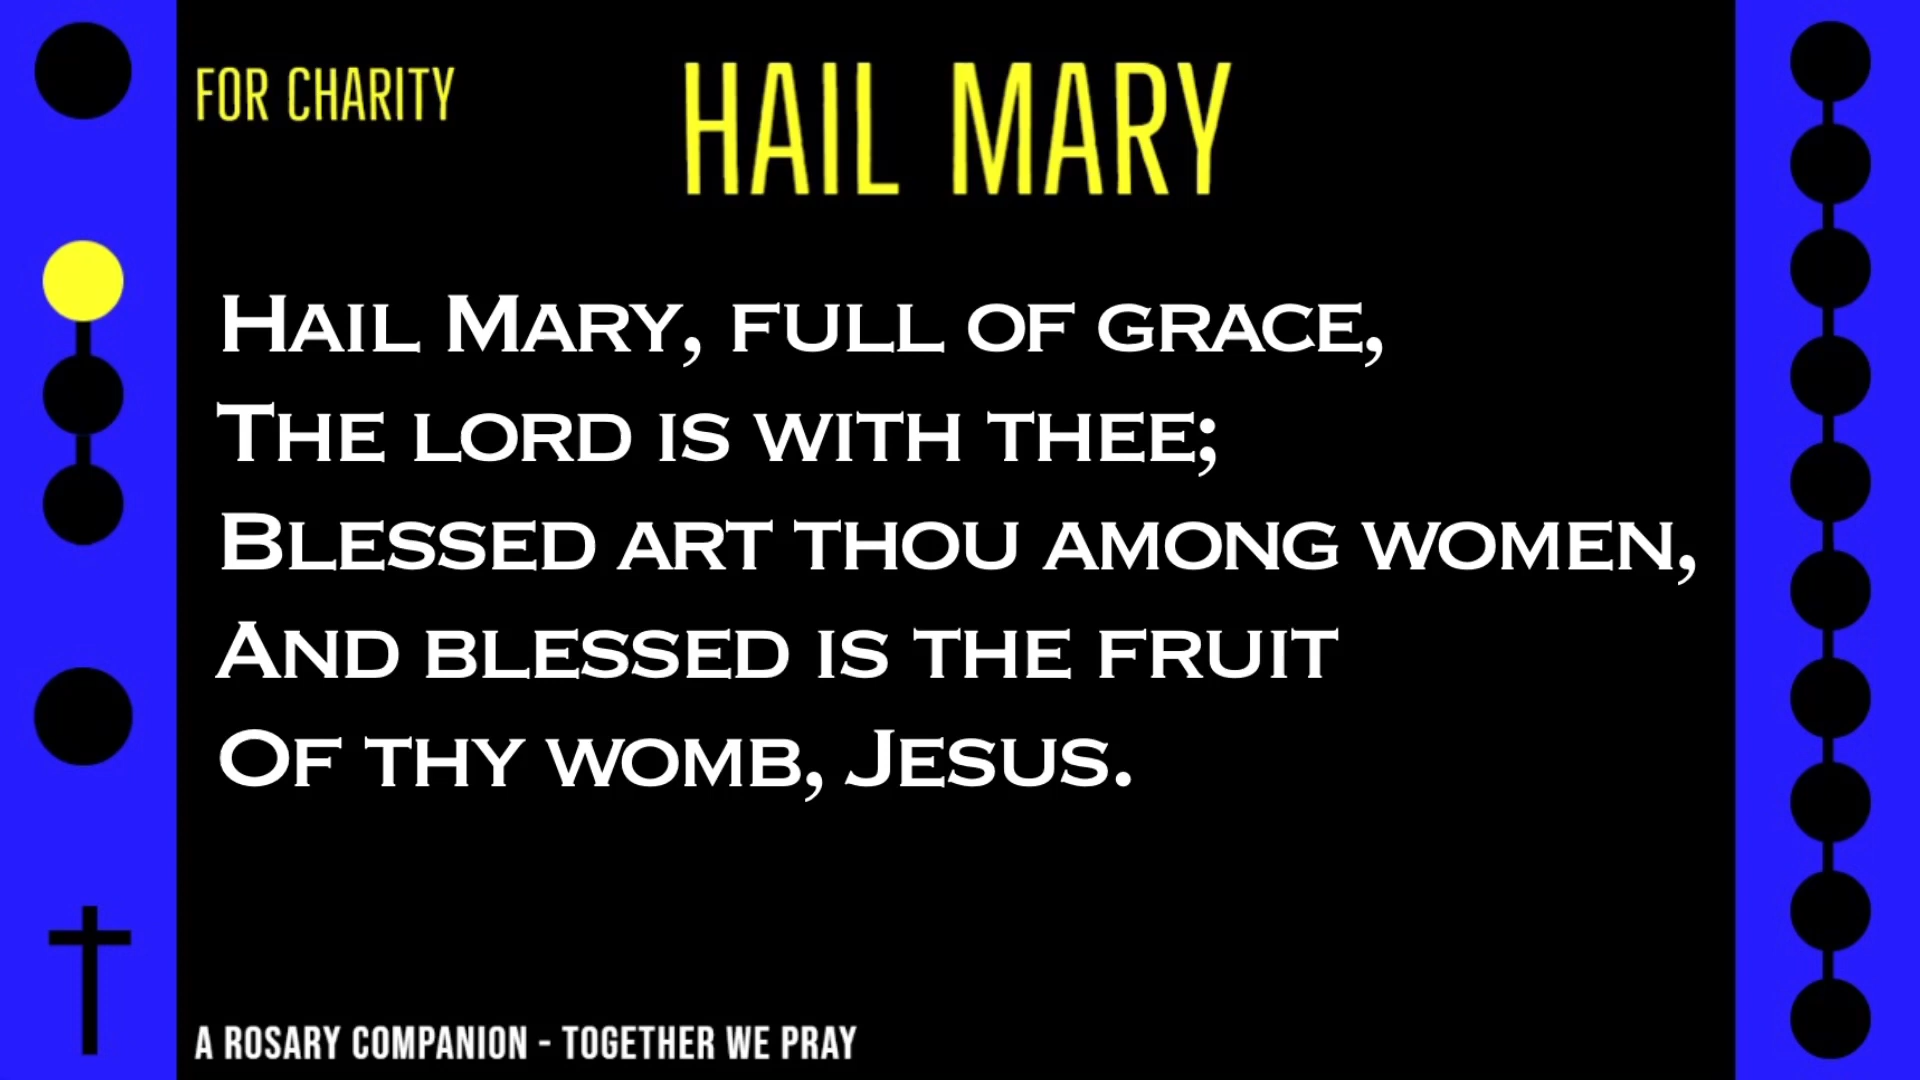 FOR CHARITY
HAIL MARY
Hail Mary, full of grace,
The lord is with thee;
Blessed art thou among women,
And blessed is the fruit
Of thy womb, Jesus.
A ROSARY COMPANION - TOGETHER WE PRAY